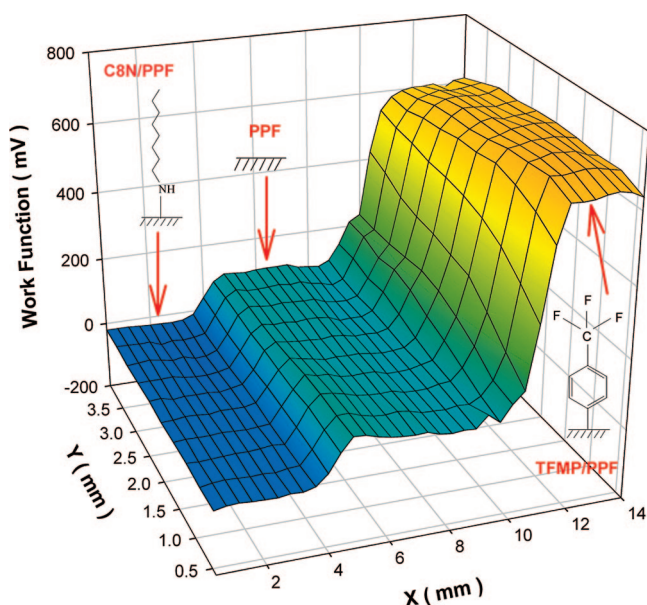 800
600
400
200
0
-200
Work Function ( mV )
C8N/PPF
NH
PPF
F
F
F
C
TFMP/PPF
3.5
3.0
2.5
2.0
1.5
1.0
0.5
Y ( mm )
2
4
6
8
10
12
14
X ( mm )